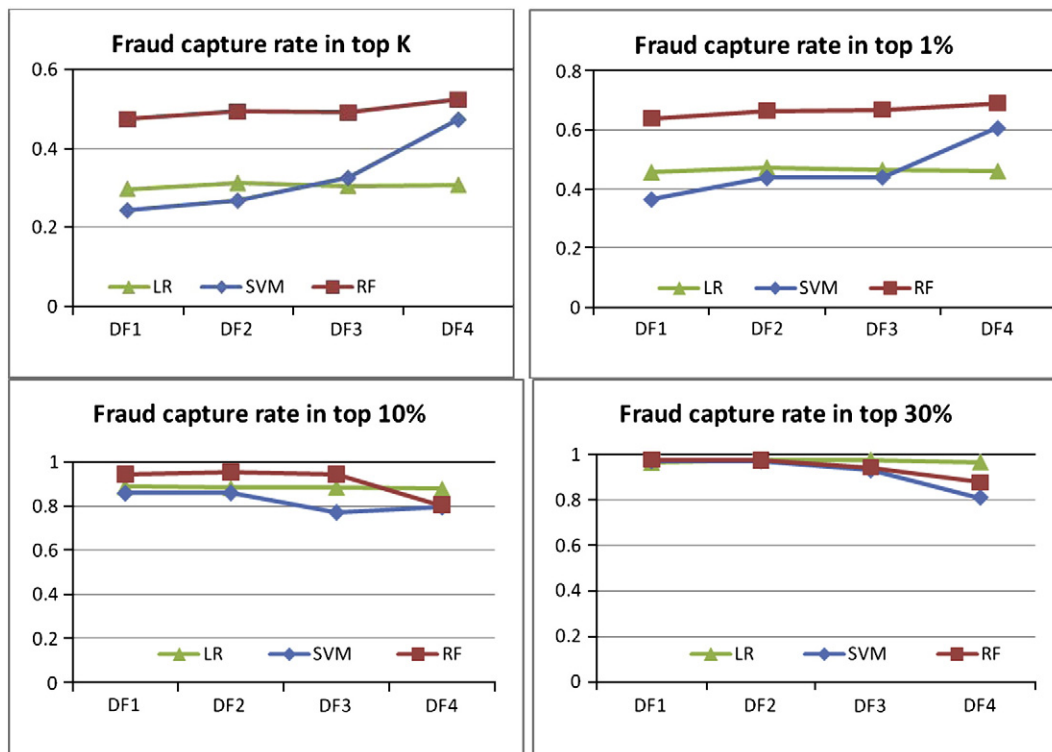 Fraud capture rate in top K
0.6
0.4
0.2
0
LR SVM RF
DF1 DF2 DF3 DF4
Fraud capture rate in top 1%
0.8
0.6
0.4
0.2
0
LR SVM RF
DF1 DF2 DF3 DF4
Fraud capture rate in top 10%
1
0.8
0.6
0.4
0.2
0
LR SVM RF
DF1 DF2 DF3 DF4
Fraud capture rate in top 30%
1
0.8
0.6
0.4
0.2
0
LR SVM RF
DF1 DF2 DF3 DF4